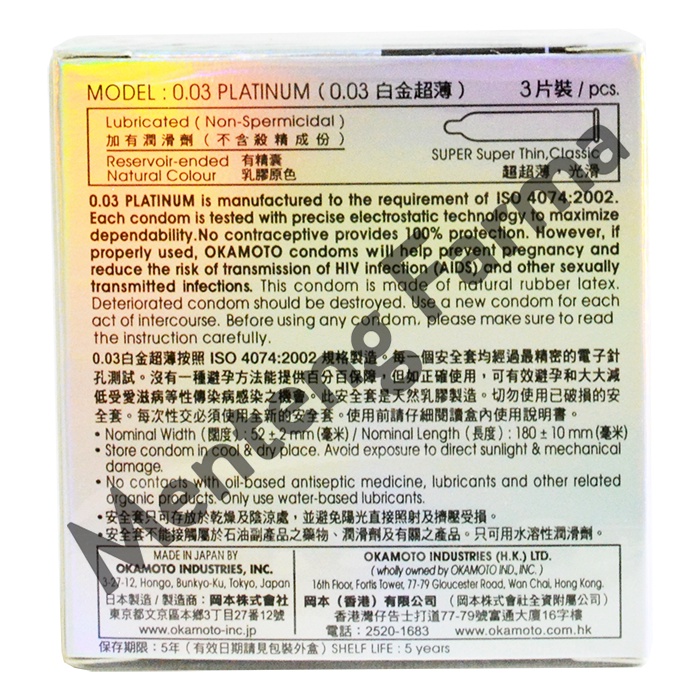 MODEL : 0.03 PLATINUM ( 0.03 白金超薄 )
3片裝 / pcs.
Lubricated ( Non-Spermicidal )
加有潤滑劑 ( 不含殺精成份 )
Reservoir-ended 有精囊
Natural Colour 乳膠原色
SUPER Super Thin, Classic
超超薄，光滑
0.03 PLATINUM is manufactured to the requirement of ISO 4074:2002.
Each condom is tested with precise electrostatic technology to maximize
dependability.No contraceptive provides 100% protection. However, if
properly used, OKAMOTO condoms will help prevent pregnancy and
reduce the risk of transmission of HIV infection (AIDS) and other sexually
transmitted infections. This condom is made of natural rubber latex.
Deteriorated condom should be destroyed. Use a new condom for each
act of intercourse. Before using any condom, please make sure to read
the instruction carefully.
0.03白金超薄按照 ISO 4074:2002 規格製造。每一個安全套均經過最精密的電子針
孔測試。沒有一種避孕方法能提供百分百保障，但如正確使用，可有效避孕和大大減
低受愛滋病等性傳染病感染之機會。此安全套是天然乳膠製造。切勿使用已破損的安
全套。每次性交必須使用全新的安全套。使用前請仔細閱讀盒內使用說明書。
• Nominal Width (闊度): 52 ± 2 mm (毫米) / Nominal Length (長度) : 180 ± 10 mm (毫米)
• Store condom in cool & dry place. Avoid exposure to direct sunlight & mechanical
damage.
• No contacts with oil-based antiseptic medicine, lubricants and other related
organic products. Only use water-based lubricants.
• 安全套只可存放於乾燥及陰涼處，並避免陽光直接照射及擠壓受損。
• 安全套不能接觸屬於石油副產品之藥物、潤滑劑及有關之產品。只可用水溶性潤滑劑。
MADE IN JAPAN BY
OKAMOTO INDUSTRIES, INC.
3-27-12, Hongo, Bunkyo-Ku, Tokyo, Japan
日本製造 / 製造商：岡本株式會社
東京都文京區本鄉3丁目27番12號
www.okamoto-inc.jp
OKAMOTO INDUSTRIES (H.K.) LTD.
( wholly owned by OKAMOTO IND., INC. )
16th Floor, Fortis Tower, 77-79 Gloucester Road, Wan Chai, Hong Kong.
岡本（香港）有限公司（岡本株式會社全資附屬公司）
香港灣仔告士打道77-79號富通大廈16字樓
電話：2520-1683 www.okamoto.com.hk
保存期限：5年（有效日期請見包裝外盒）SHELF LIFE : 5 years
Menteng Farma